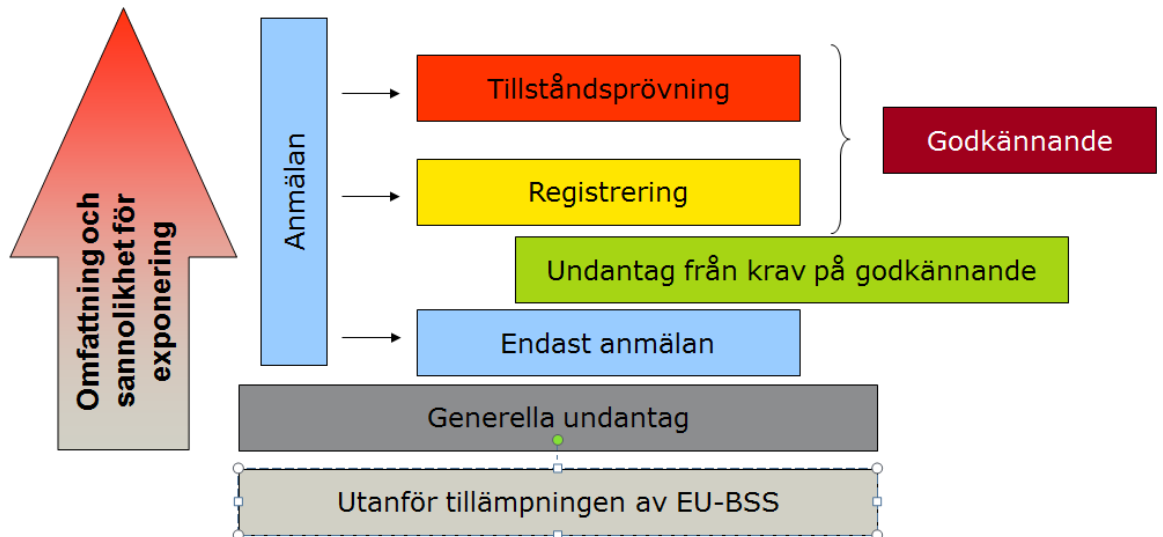 Omfattning och
sannolikhet för
exponering
Anmälan
Tillståndsprövning
Registrering
Godkännande
Undantag från krav på godkännande
Endast anmälan
Generella undantag
Utanför tillämpningen av EU-BSS